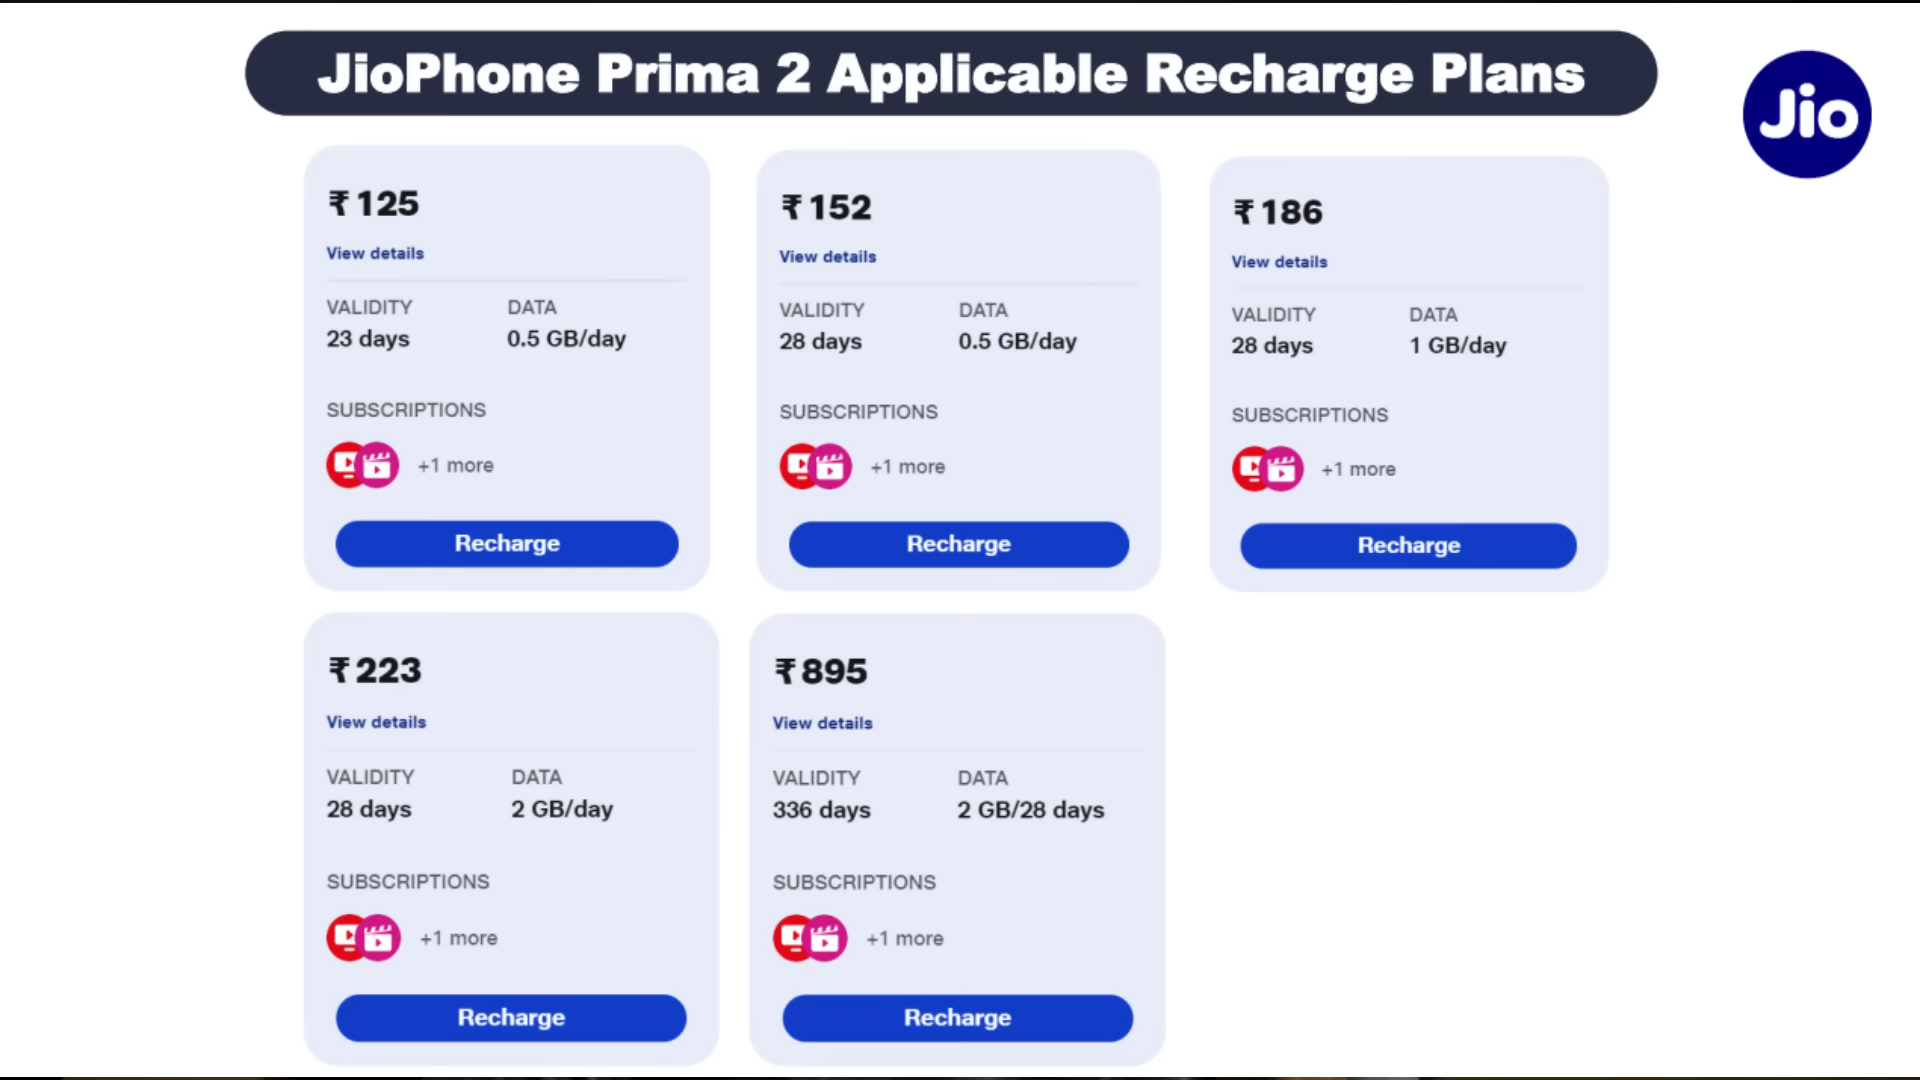 JioPhone Prima 2 Applicable Recharge Plans
Jio
₹125
View details
VALIDITY DATA
23 days 0.5 GB/day
SUBSCRIPTIONS
+1 more
Recharge
₹152
View details
VALIDITY DATA
28 days 0.5 GB/day
SUBSCRIPTIONS
+1 more
Recharge
₹186
View details
VALIDITY DATA
28 days 1 GB/day
SUBSCRIPTIONS
+1 more
Recharge
₹223
View details
VALIDITY DATA
28 days 2 GB/day
SUBSCRIPTIONS
+1 more
Recharge
₹895
View details
VALIDITY DATA
336 days 2 GB/28 days
SUBSCRIPTIONS
+1 more
Recharge